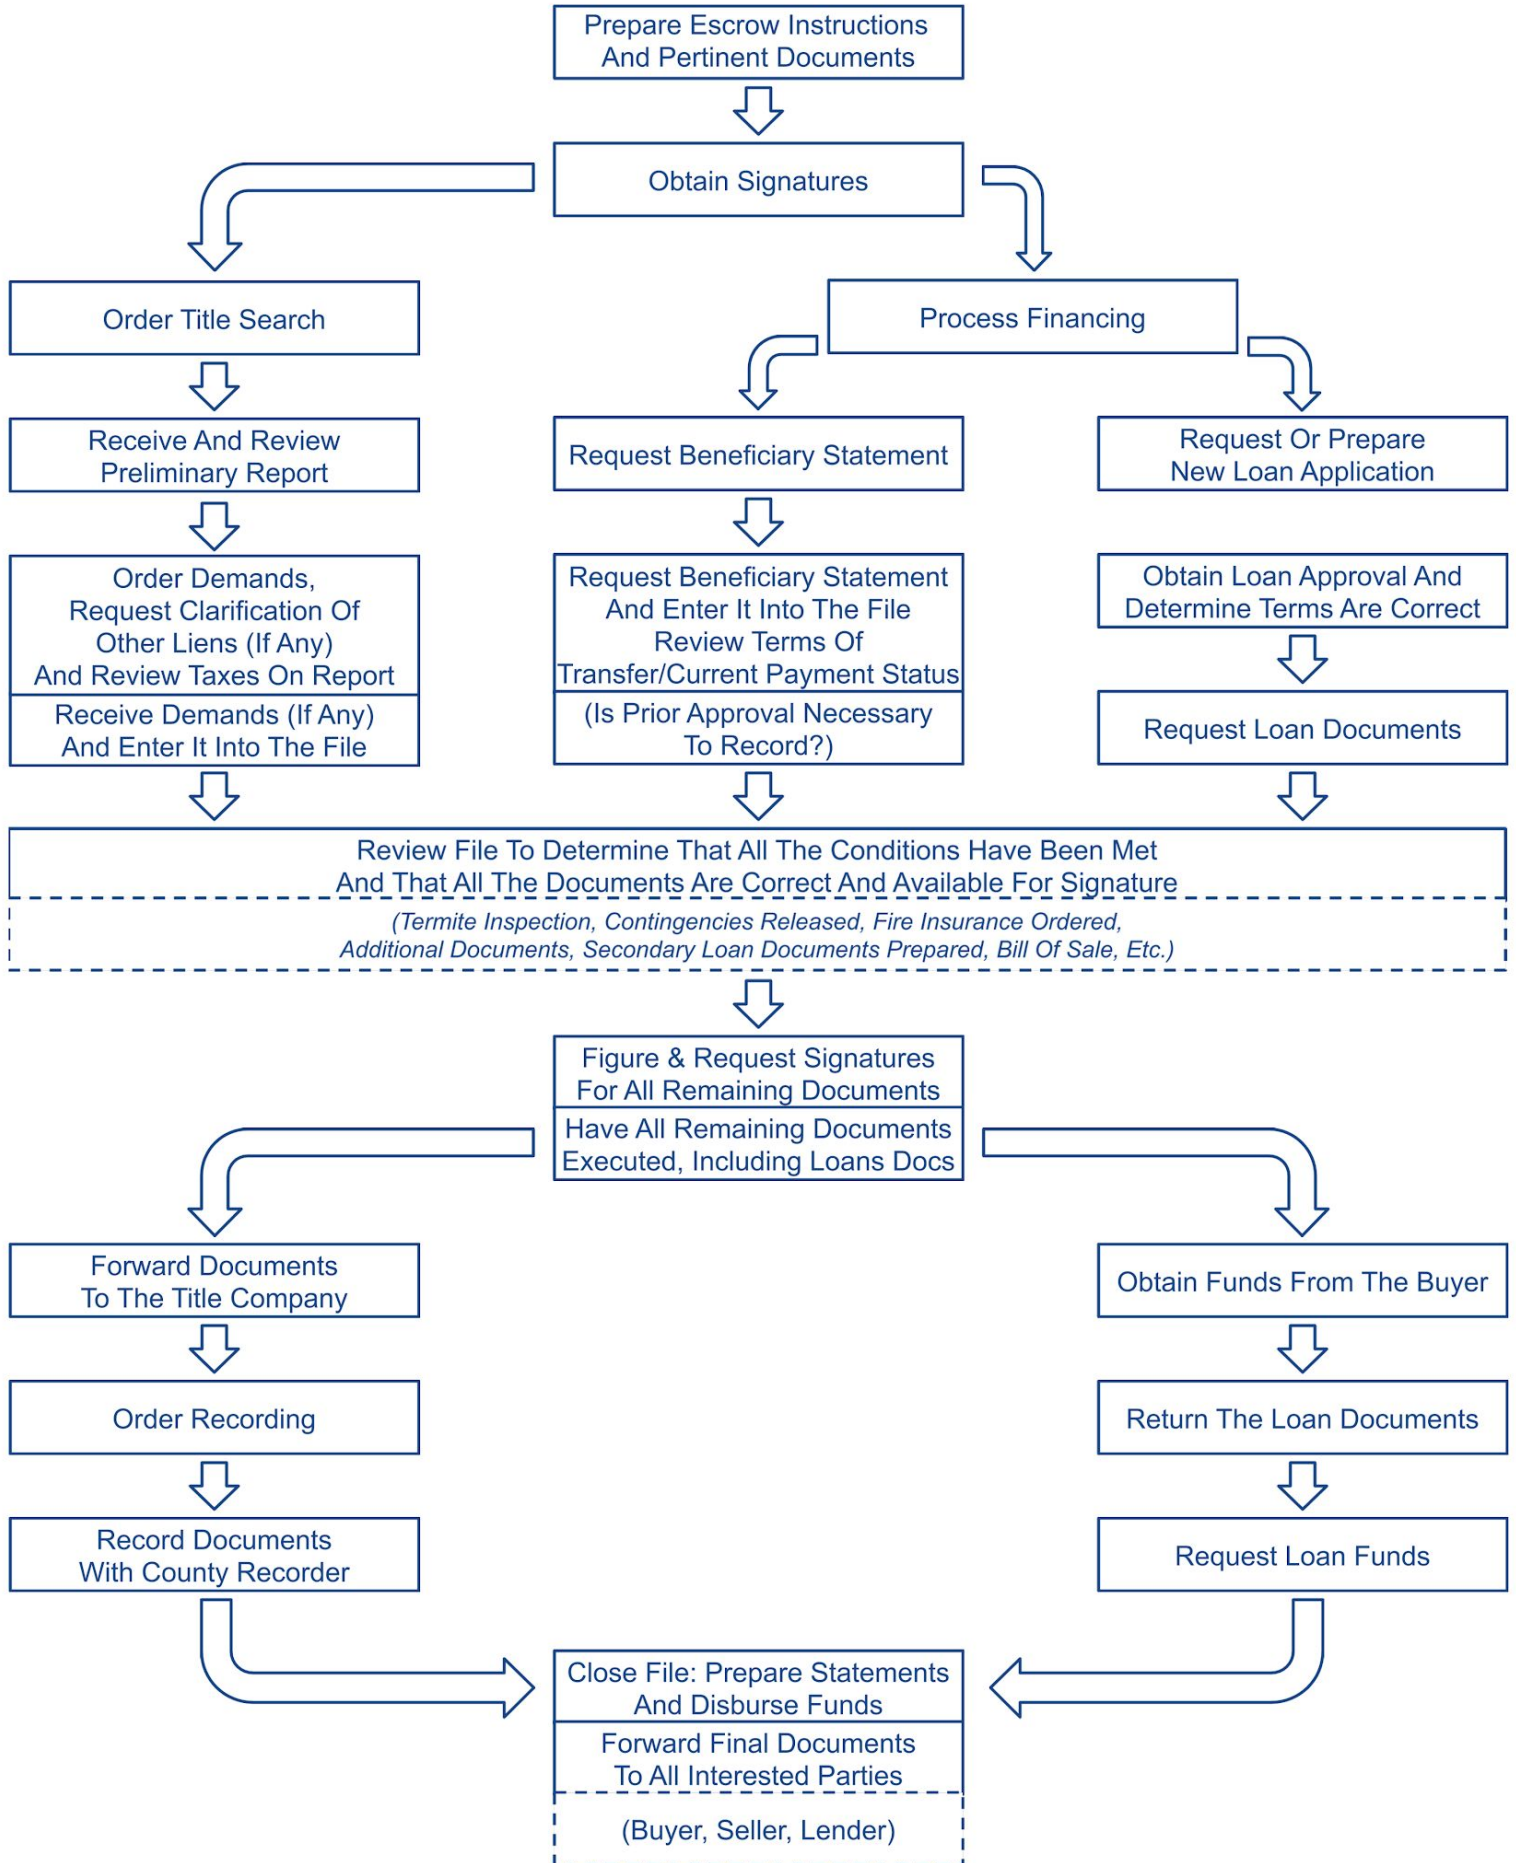 Prepare Escrow Instructions
And Pertinent Documents
Obtain Signatures
Order Title Search
Process Financing
Receive And Review
Preliminary Report
Request Beneficiary Statement
Request Or Prepare
New Loan Application
Order Demands,
Request Clarification Of
Other Liens (If Any)
And Review Taxes On Report
Receive Demands (If Any)
And Enter It Into The File
Request Beneficiary Statement
And Enter It Into The File
Review Terms Of
Transfer/Current Payment Status
(Is Prior Approval Necessary
To Record?)
Obtain Loan Approval And
Determine Terms Are Correct
Request Loan Documents
Review File To Determine That All The Conditions Have Been Met
And That All The Documents Are Correct And Available For Signature
(Termite Inspection, Contingencies Released, Fire Insurance Ordered,
Additional Documents, Secondary Loan Documents Prepared, Bill Of Sale, Etc.)
Figure & Request Signatures
For All Remaining Documents
Have All Remaining Documents
Executed, Including Loans Docs
Forward Documents
To The Title Company
Obtain Funds From The Buyer
Order Recording
Return The Loan Documents
Record Documents
With County Recorder
Request Loan Funds
Close File: Prepare Statements
And Disburse Funds
Forward Final Documents
To All Interested Parties
(Buyer, Seller, Lender)